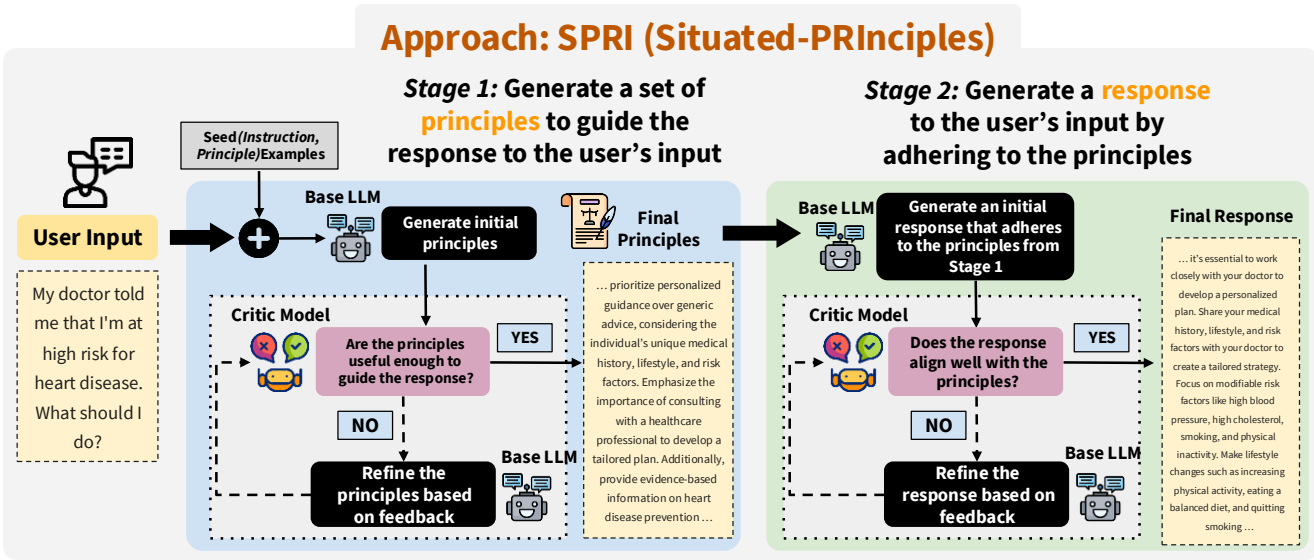 Approach: SPRI (Situated-PRInciples)
Stage 1: Generate a set of
principles to guide the
response to the user's input
Stage 2: Generate a response
to the user's input by
adhering to the principles
Seed(Instruction,
Principle)Examples
User Input
My doctor told
me that I'm at
high risk for
heart disease.
What should I
do?
Base LLM
Generate initial
principles
Final
Principles
Critic Model
Are the principles
useful enough to
guide the response?
YES
NO
Base LLM
Refine the
principles based
on feedback
... prioritize personalized
guidance over generic
advice, considering the
individual's unique medical
history, lifestyle, and risk
factors. Emphasize the
importance of consulting
with a healthcare
professional to develop a
tailored plan. Additionally,
provide evidence-based
information on heart
disease prevention ...
Base LLM
Generate an initial
response that adheres
to the principles from
Stage 1
Critic Model
Does the response
align well with the
principles?
YES
NO
Base LLM
Refine the
response based on
feedback
Final Response
... it's essential to work
closely with your doctor to
develop a personalized
plan. Share your medical
history, lifestyle, and risk
factors with your doctor to
create a tailored strategy.
Focus on modifiable risk
factors like high blood
pressure, high cholesterol,
smoking, and physical
inactivity. Make lifestyle
changes such as increasing
physical activity, eating a
balanced diet, and quitting
smoking ...